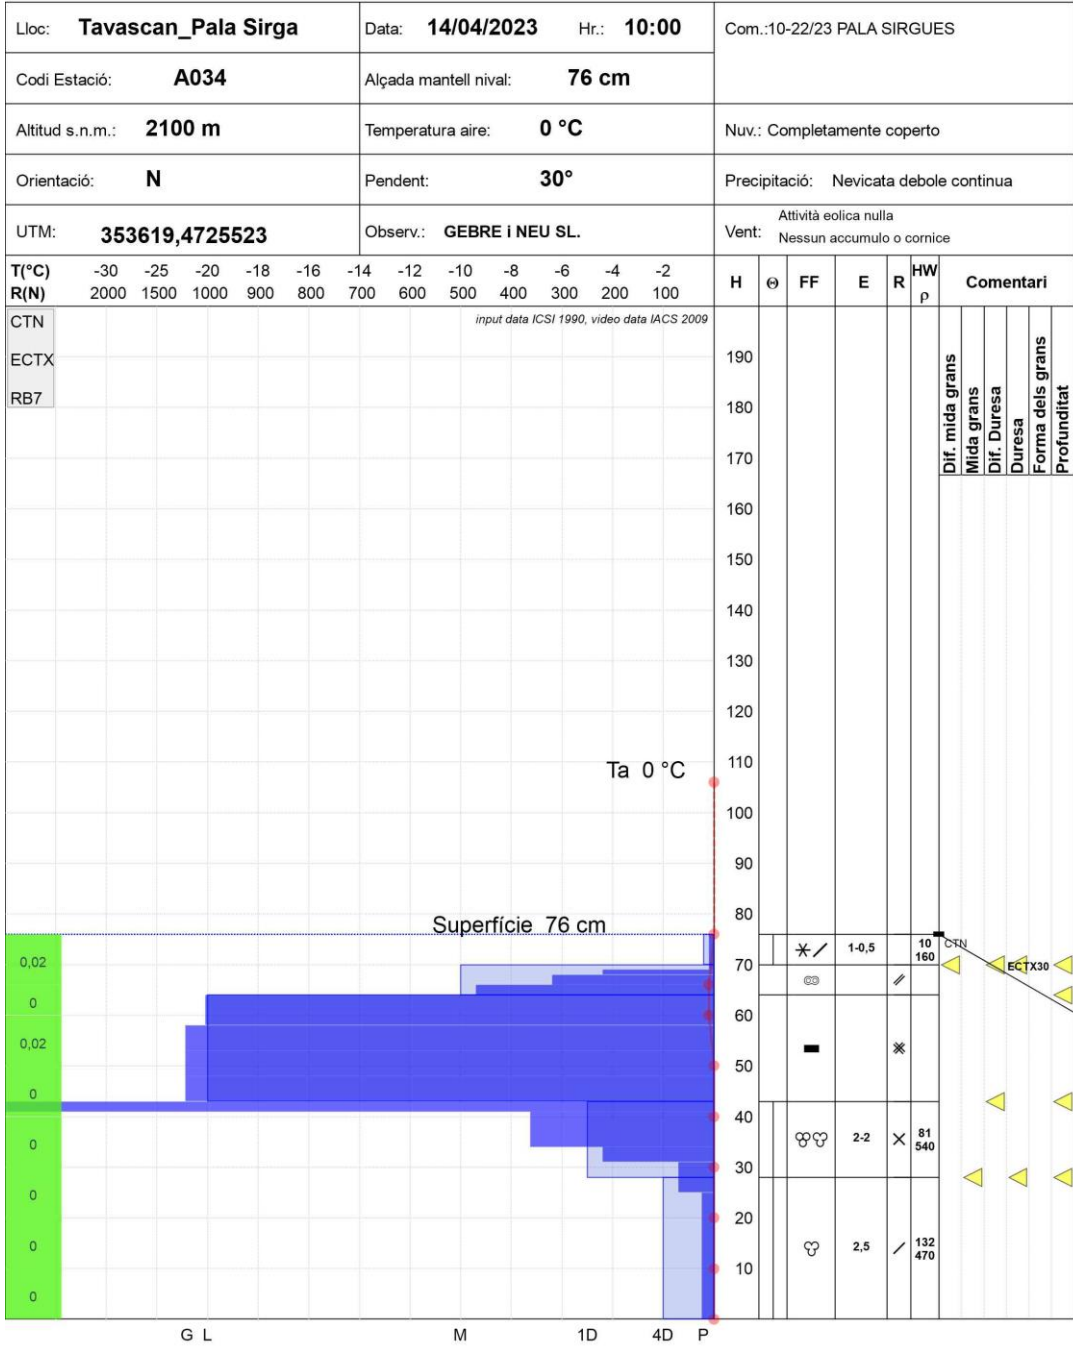 Lloc: Tavascan_Pala Sirga Data: 14/04/2023 Hr.: 10:00 Com.:10-22/23 PALA SIRGUES
Codi Estació: A034 Alçada mantell nival: 76 cm
Altitud s.n.m.: 2100 m Temperatura aire: 0 °C Nuv.: Completamente coperto
Orientació: N Pendent: 30° Precipitació: Nevicata debole continua
UTM: 353619,4725523 Observ.: GEBRE i NEU SL. Vent: Attività eolica nulla
Nessun accumulo o cornice
T(°C) -30 -25 -20 -18 -16 -14 -12 -10 -8 -6 -4 -2
R(N) 2000 1500 1000 900 800 700 600 500 400 300 200 100
H Θ FF E R HW ρ Comentari
CTN
ECTX
RB7
input data ICSI 1990, video data IACS 2009
Dif. mida grans
Mida grans
Dif. Duresa
Duresa
Forma dels grans
Profunditat
190
180
170
160
150
140
130
120
110
Ta 0 °C
100
90
80
Superfície 76 cm
1-0,5 10 CTN
160
0,02 70 ECTX30
0 60
0,02 50
0 40
2-2 81
540
0 30
0 20
0 2,5 132
470
10
0
G L M 1D 4D P